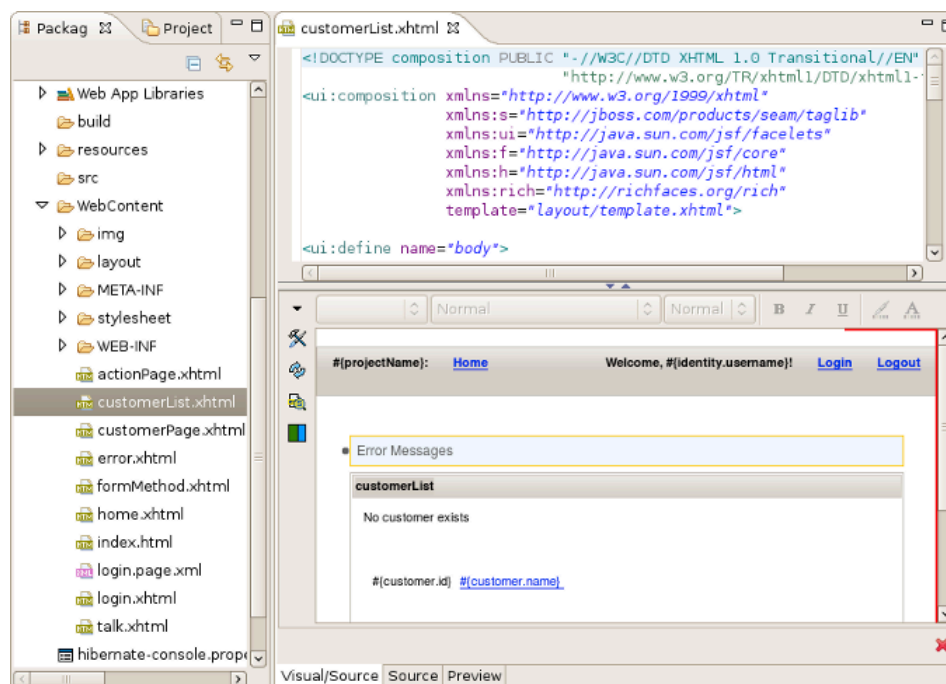 Packag
Project
Web App Libraries
build
resources
src
WebContent
img
layout
META-INF
stylesheet
WEB-INF
actionPage.xhtml
customerList.xhtml
customerPage.xhtml
error.xhtml
formMethod.xhtml
home.xhtml
index.html
login.page.xml
login.xhtml
talk.xhtml
hibernate-console.prope
customerList.xhtml
<!DOCTYPE composition PUBLIC "-//W3C//DTD XHTML 1.0 Transitional//EN"
"http://www.w3.org/TR/xhtml1/DTD/xhtml1-
<ui:composition xmlns="http://www.w3.org/1999/xhtml"
xmlns:s="http://jboss.com/products/seam/taglib"
xmlns:ui="http://java.sun.com/jsf/facelets"
xmlns:f="http://java.sun.com/jsf/core"
xmlns:h="http://java.sun.com/jsf/html"
xmlns:rich="http://richfaces.org/rich"
template="layout/template.xhtml">
<ui:define name="body">
Normal Normal B I U A
#{projectName}: Home Welcome, #{identity.username}! Login Logout
Error Messages
customerList
No customer exists
#{customer.id} #{customer.name}
Visual/Source Source Preview